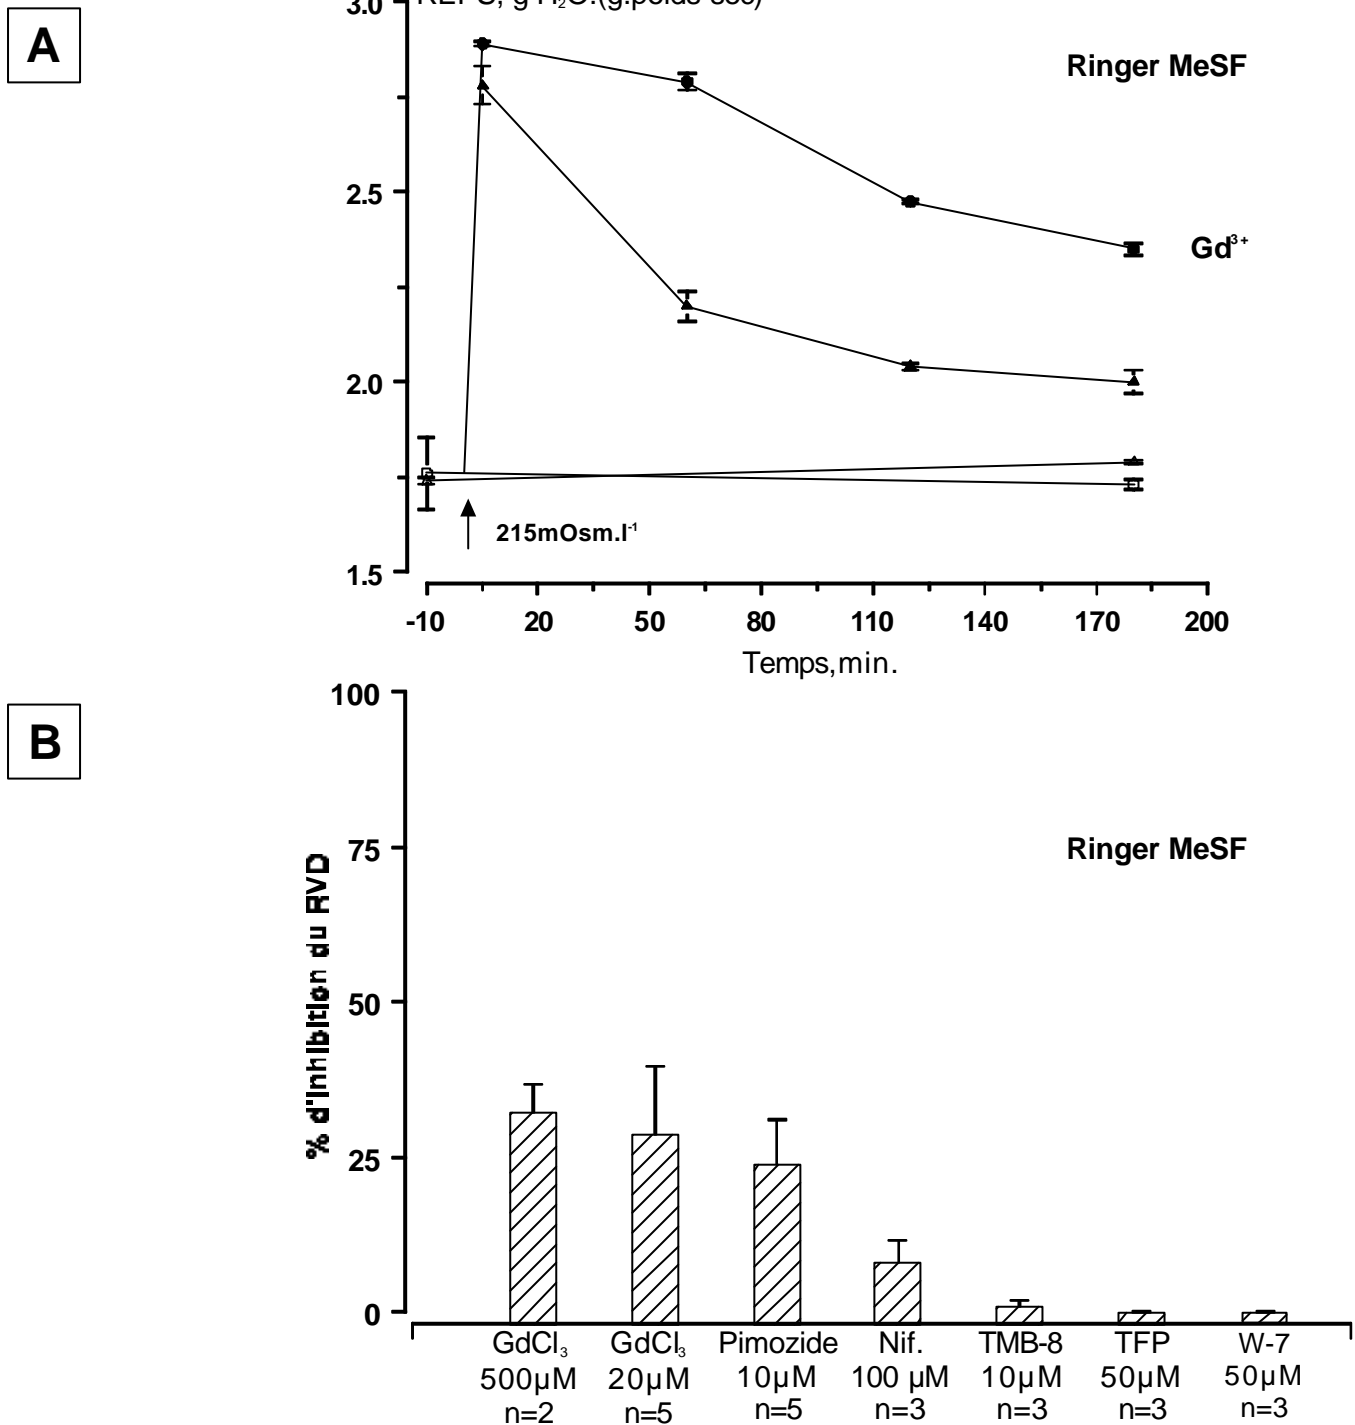 A
3.0
Ringer MeSF
2.5
Gd³⁺
2.0
215mOsm.l⁻¹
1.5
-10 20 50 80 110 140 170 200
Temps,min.
B
100
75
Ringer MeSF
% d'inhibition du RVD
50
25
0
GdCl₃ GdCl₃ Pimozide Nif. TMB-8 TFP W-7
500µM 20µM 10µM 100 µM 10µM 50µM 50µM
n=2 n=5 n=5 n=3 n=3 n=3 n=3